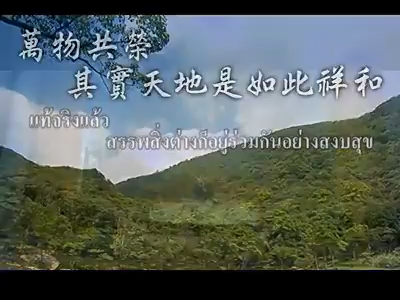 萬物共榮
其實天地是如此祥和
แท้จริงแล้ว
สรรพสิ่งต่างก็อยู่ร่วมกันอย่างสงบสุข